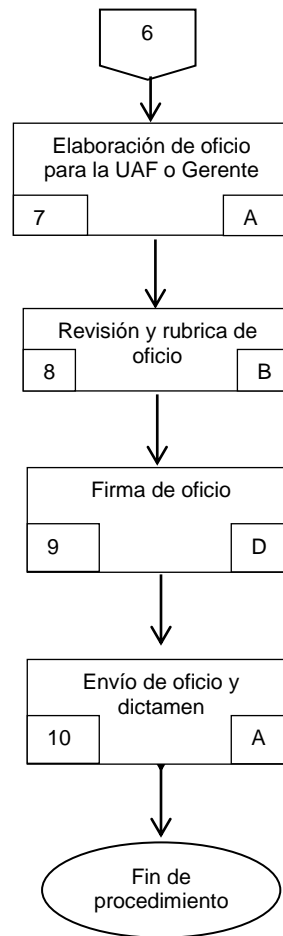 6
Elaboración de oficio
para la UAF o Gerente
7 A
Revisión y rubrica de
oficio
8 B
Firma de oficio
9 D
Envío de oficio y
dictamen
10 A
Fin de
procedimiento